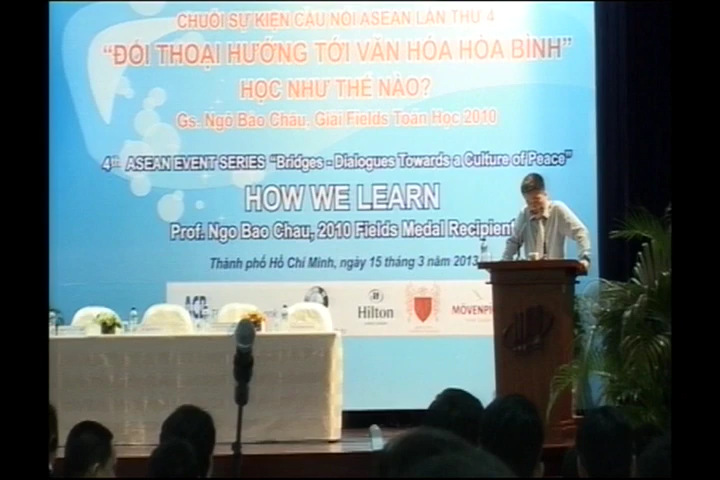 CHUỖI SỰ KIỆN CẦU NỐI ASEAN LẦN THỨ 4
“ĐỐI THOẠI HƯỚNG TỚI VĂN HÓA HÒA BÌNH”
HỌC NHƯ THẾ NÀO?
Gs. Ngô Bảo Châu, Giải Fields Toán Học 2010
4th ASEAN EVENT SERIES “Bridges - Dialogues Towards a Culture of Peace”
HOW WE LEARN
Prof. Ngo Bao Chau, 2010 Fields Medal Recipient
Thành phố Hồ Chí Minh, ngày 15 tháng 3 năm 2013
Hilton
MÖVENP